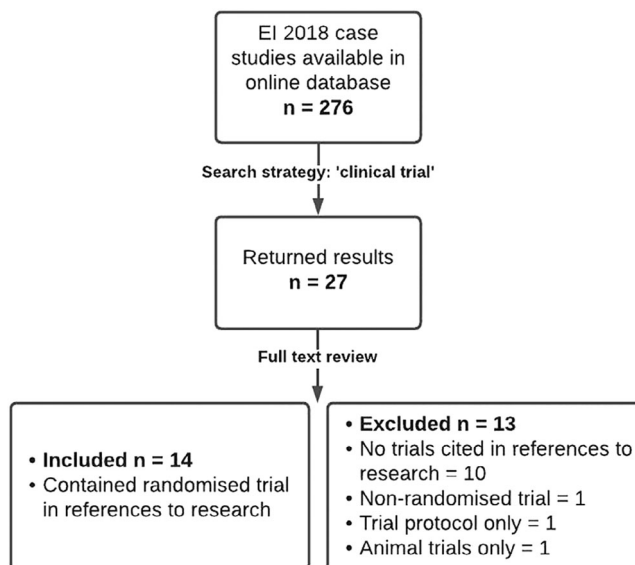 EI 2018 case
studies available in
online database
n = 276
Search strategy: 'clinical trial'
Returned results
n = 27
Full text review
• Included n = 14
• Contained randomised trial
in references to research
• Excluded n = 13
• No trials cited in references to
research = 10
• Non-randomised trial = 1
• Trial protocol only = 1
• Animal trials only = 1